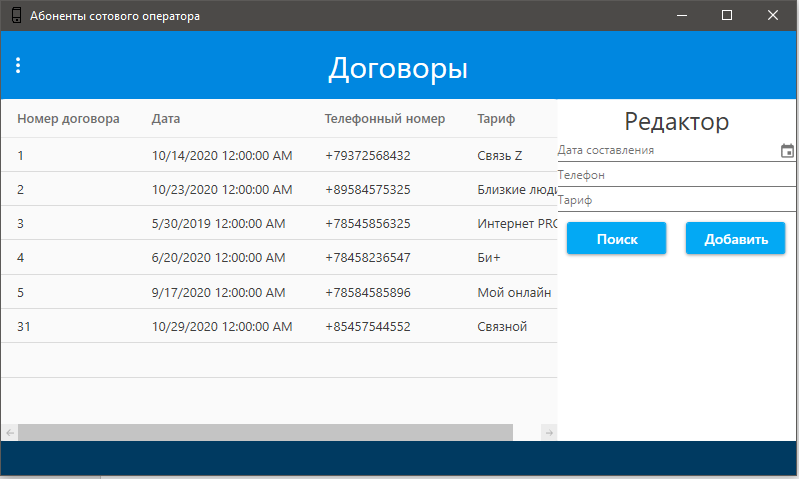 Абоненты сотового оператора
Договоры
Номер договора Дата Телефонный номер Тариф
1 10/14/2020 12:00:00 AM +79372568432 Связь Z
2 10/23/2020 12:00:00 AM +89584575325 Близкие люди
3 5/30/2019 12:00:00 AM +78545856325 Интернет PRO
4 6/20/2020 12:00:00 AM +78458236547 Би+
5 9/17/2020 12:00:00 AM +78584585896 Мой онлайн
31 10/29/2020 12:00:00 AM +85457544552 Связной
Редактор
Дата составления
Телефон
Тариф
Поиск Добавить